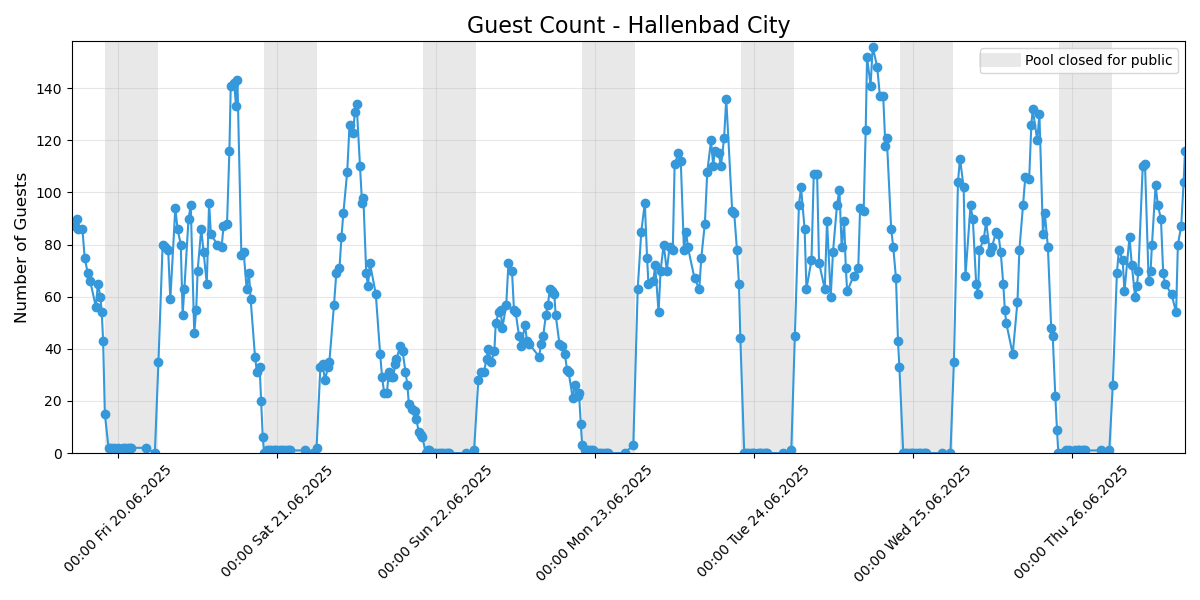 Guest Count - Hallenbad City
Pool closed for public
Number of Guests
140
120
100
80
60
40
20
0
00:00 Fri 20.06.2025
00:00 Sat 21.06.2025
00:00 Sun 22.06.2025
00:00 Mon 23.06.2025
00:00 Tue 24.06.2025
00:00 Wed 25.06.2025
00:00 Thu 26.06.2025